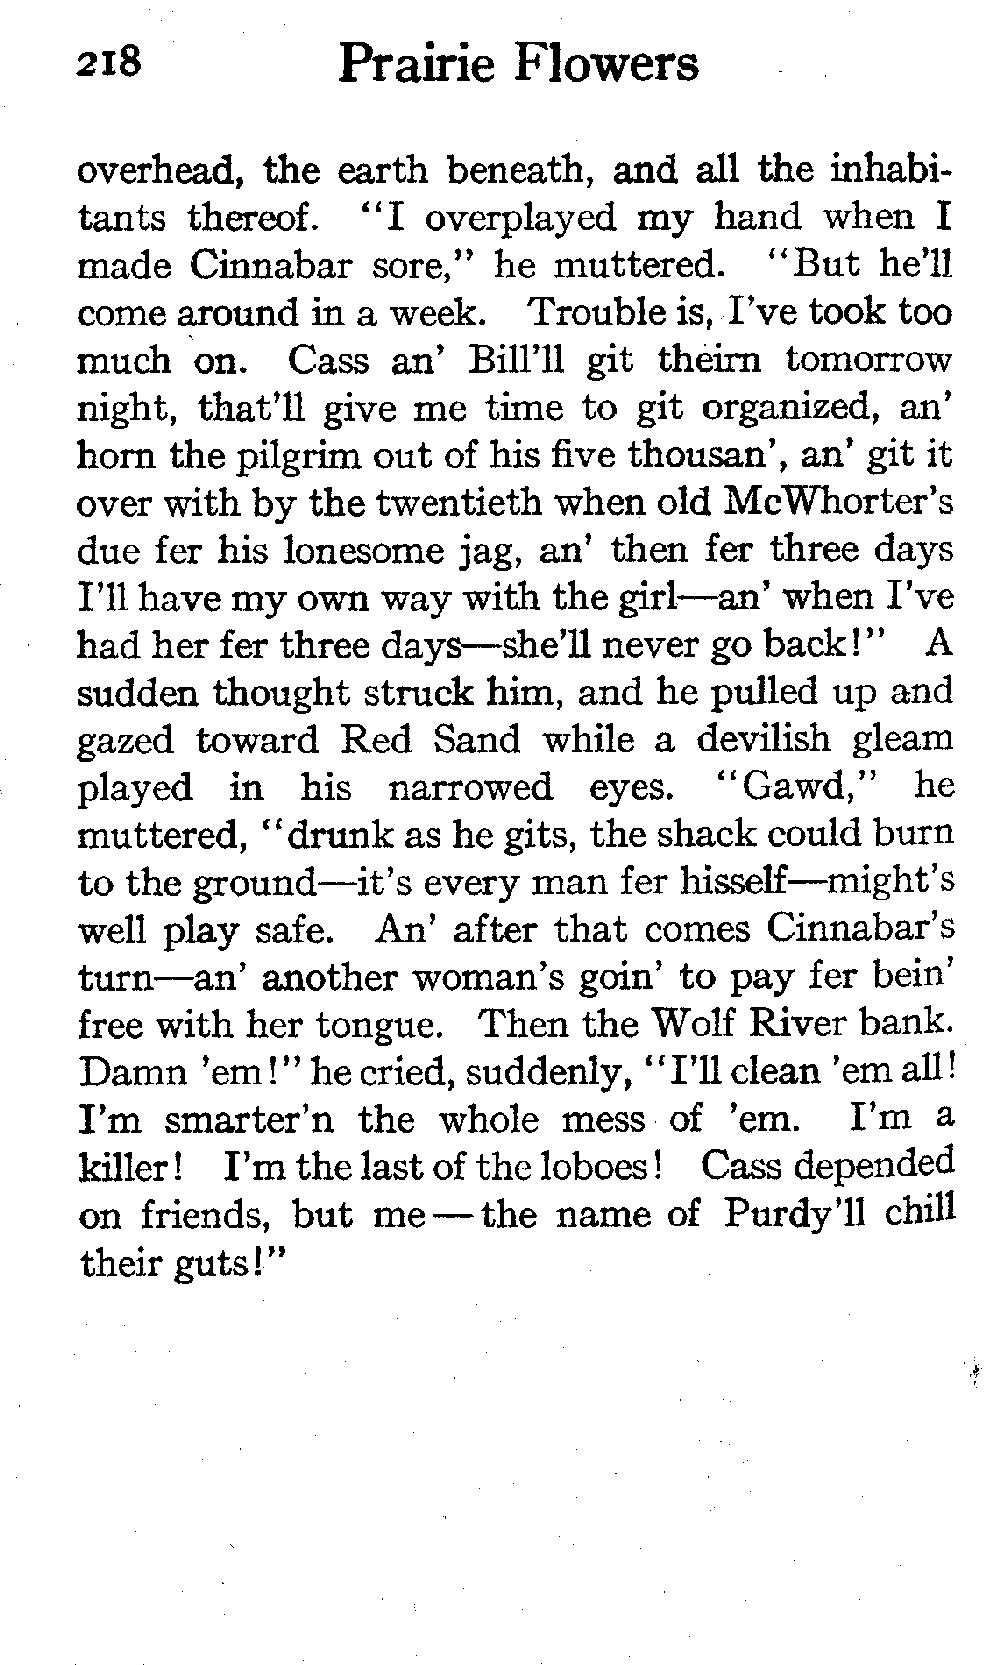 218 Prairie Flowers
overhead, the earth beneath, and all the inhabi-
tants thereof. "I overplayed my hand when I
made Cinnabar sore," he muttered. "But he'll
come around in a week. Trouble is, I've took too
much on. Cass an' Bill'll git theirn tomorrow
night, that'll give me time to git organized, an'
horn the pilgrim out of his five thousan', an' git it
over with by the twentieth when old McWhorter's
due fer his lonesome jag, an' then fer three days
I'll have my own way with the girl—an' when I've
had her fer three days—she'll never go back!" A
sudden thought struck him, and he pulled up and
gazed toward Red Sand while a devilish gleam
played in his narrowed eyes. "Gawd," he
muttered, "drunk as he gits, the shack could burn
to the ground—it's every man fer hisself—might's
well play safe. An' after that comes Cinnabar's
turn—an' another woman's goin' to pay fer bein'
free with her tongue. Then the Wolf River bank.
Damn 'em!" he cried, suddenly, "I'll clean 'em all!
I'm smarter'n the whole mess of 'em. I'm a
killer! I'm the last of the loboes! Cass depended
on friends, but me—the name of Purdy'll chill
their guts!"